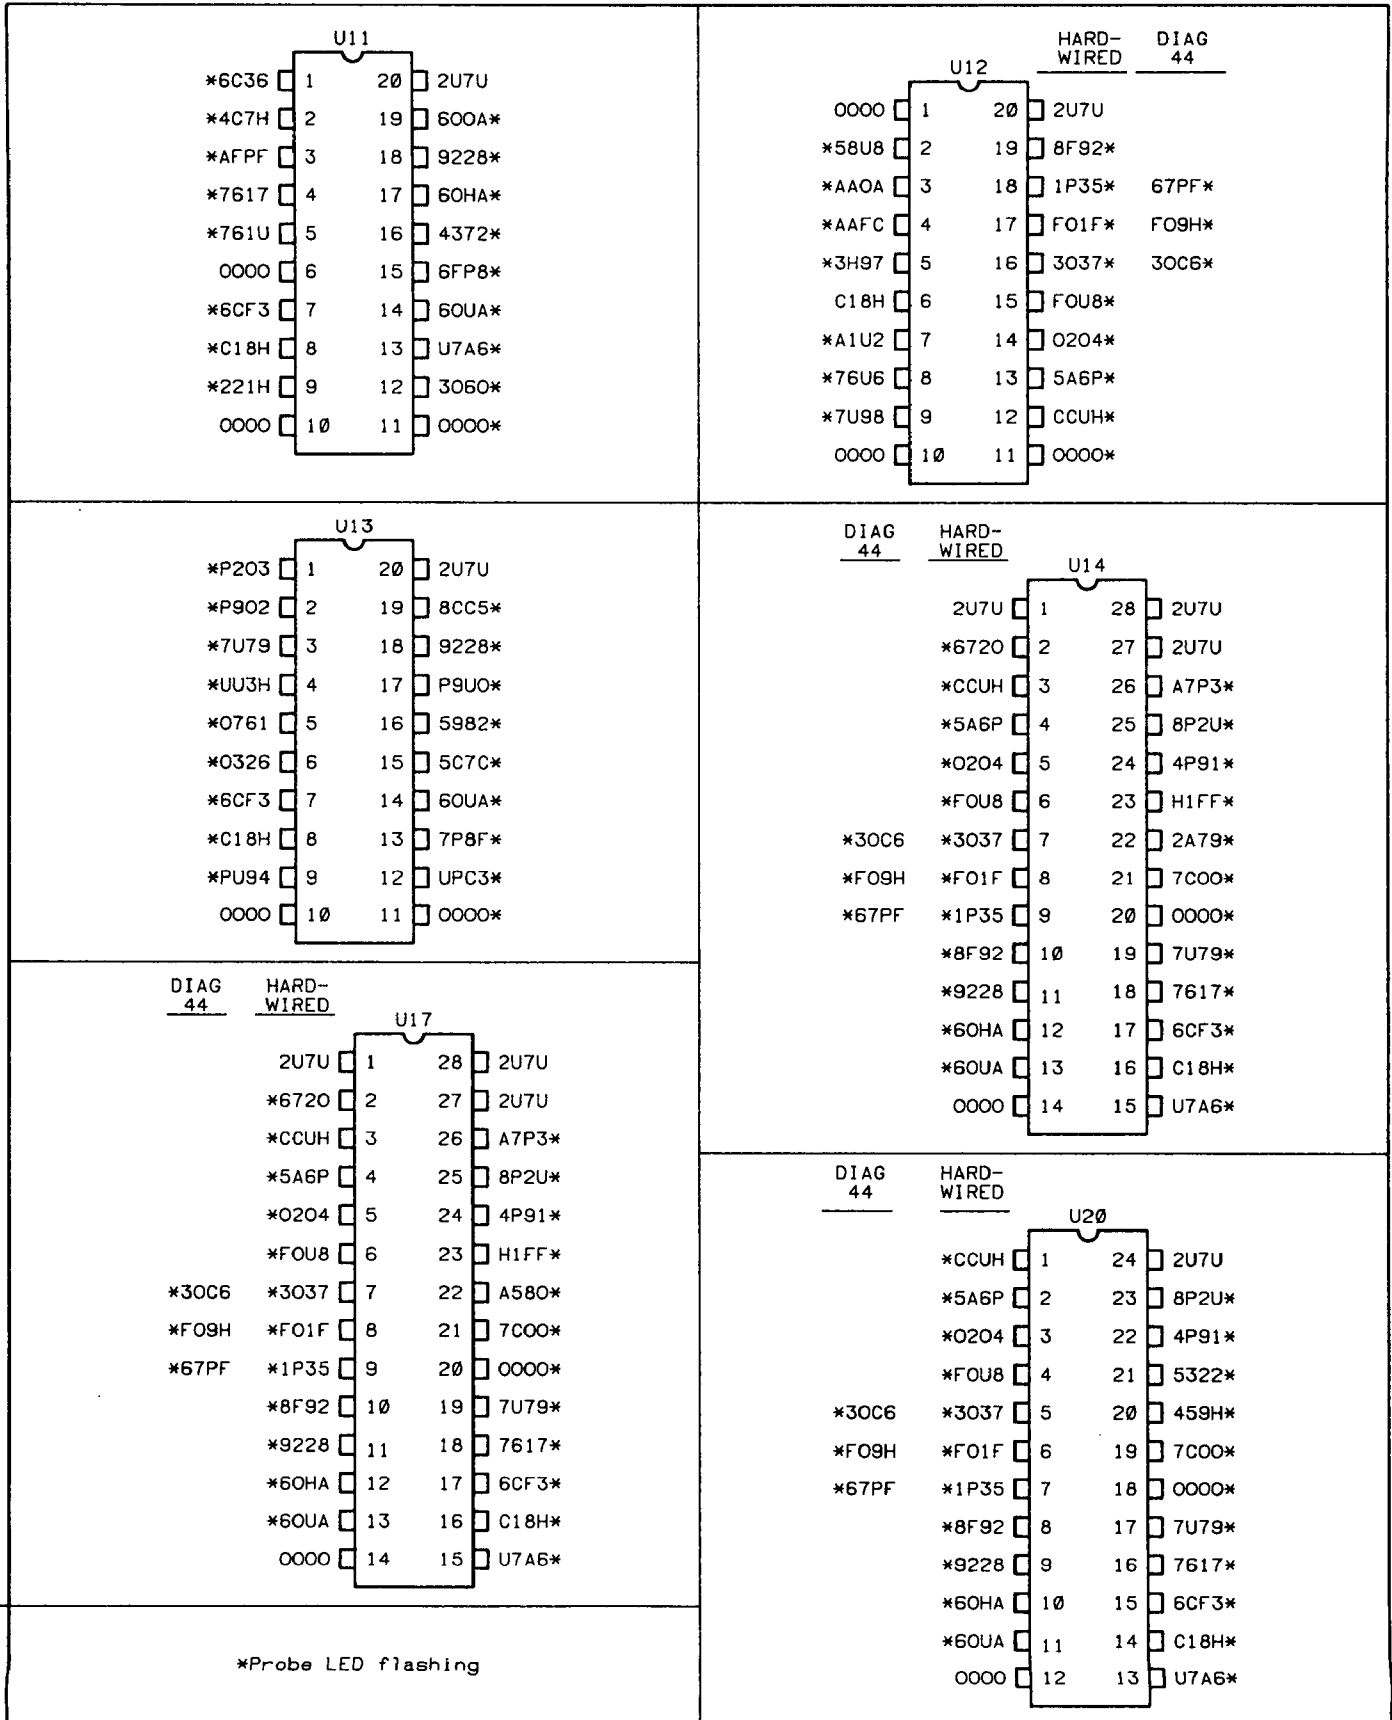 U11
*6C36 1 20 2U7U
*4C7H 2 19 600A*
*AFPF 3 18 9228*
*7617 4 17 60HA*
*761U 5 16 4372*
0000 6 15 6FP8*
*6CF3 7 14 60UA*
*C18H 8 13 U7A6*
*221H 9 12 3060*
0000 10 11 0000*
HARD- DIAG
WIRED 44
U12
0000 1 20 2U7U
*58U8 2 19 8F92*
*AA0A 3 18 1P35* 67PF*
*AAFC 4 17 F01F* F09H*
*3H97 5 16 3037* 30C6*
C18H 6 15 F0U8*
*A1U2 7 14 0204*
*76U6 8 13 5A6P*
*7U98 9 12 CCUH*
0000 10 11 0000*
U13
*P203 1 20 2U7U
*P902 2 19 8CC5*
*7U79 3 18 9228*
*UU3H 4 17 P9U0*
*0761 5 16 5982*
*0326 6 15 5C7C*
*6CF3 7 14 60UA*
*C18H 8 13 7P8F*
*PU94 9 12 UPC3*
0000 10 11 0000*
DIAG HARD-
44 WIRED
U14
2U7U 1 28 2U7U
*6720 2 27 2U7U
*CCUH 3 26 A7P3*
*5A6P 4 25 8P2U*
*0204 5 24 4P91*
*F0U8 6 23 H1FF*
*30C6 *3037 7 22 2A79*
*F09H *F01F 8 21 7C00*
*67PF *1P35 9 20 0000*
*8F92 10 19 7U79*
*9228 11 18 7617*
*60HA 12 17 6CF3*
*60UA 13 16 C18H*
0000 14 15 U7A6*
DIAG HARD-
44 WIRED
U17
2U7U 1 28 2U7U
*6720 2 27 2U7U
*CCUH 3 26 A7P3*
*5A6P 4 25 8P2U*
*0204 5 24 4P91*
*F0U8 6 23 H1FF*
*30C6 *3037 7 22 A580*
*F09H *F01F 8 21 7C00*
*67PF *1P35 9 20 0000*
*8F92 10 19 7U79*
*9228 11 18 7617*
*60HA 12 17 6CF3*
*60UA 13 16 C18H*
0000 14 15 U7A6*
DIAG HARD-
44 WIRED
U20
*CCUH 1 24 2U7U
*5A6P 2 23 8P2U*
*0204 3 22 4P91*
*F0U8 4 21 5322*
*30C6 *3037 5 20 459H*
*F09H *F01F 6 19 7C00*
*67PF *1P35 7 18 0000*
*8F92 8 17 7U79*
*9228 9 16 7617*
*60HA 10 15 6CF3*
*60UA 11 14 C18H*
0000 12 13 U7A6*
*Probe LED flashing